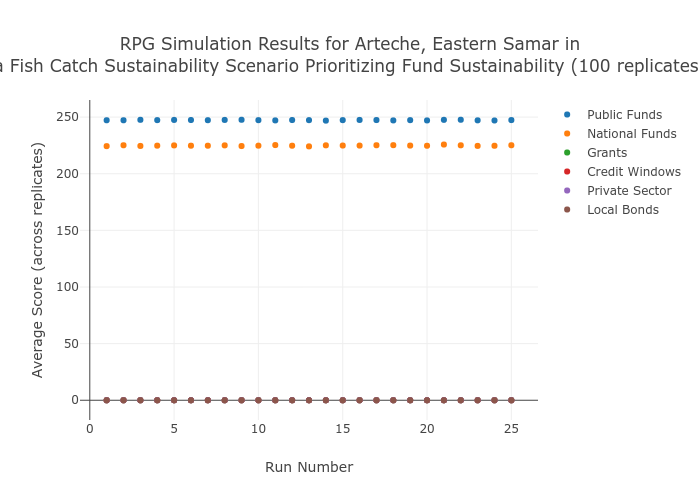 RPG Simulation Results for Arteche, Eastern Samar in
a Fish Catch Sustainability Scenario Prioritizing Fund Sustainability (100 replicates
Average Score (across replicates)
250
200
150
100
50
0
0 5 10 15 20 25
Run Number
Public Funds
National Funds
Grants
Credit Windows
Private Sector
Local Bonds